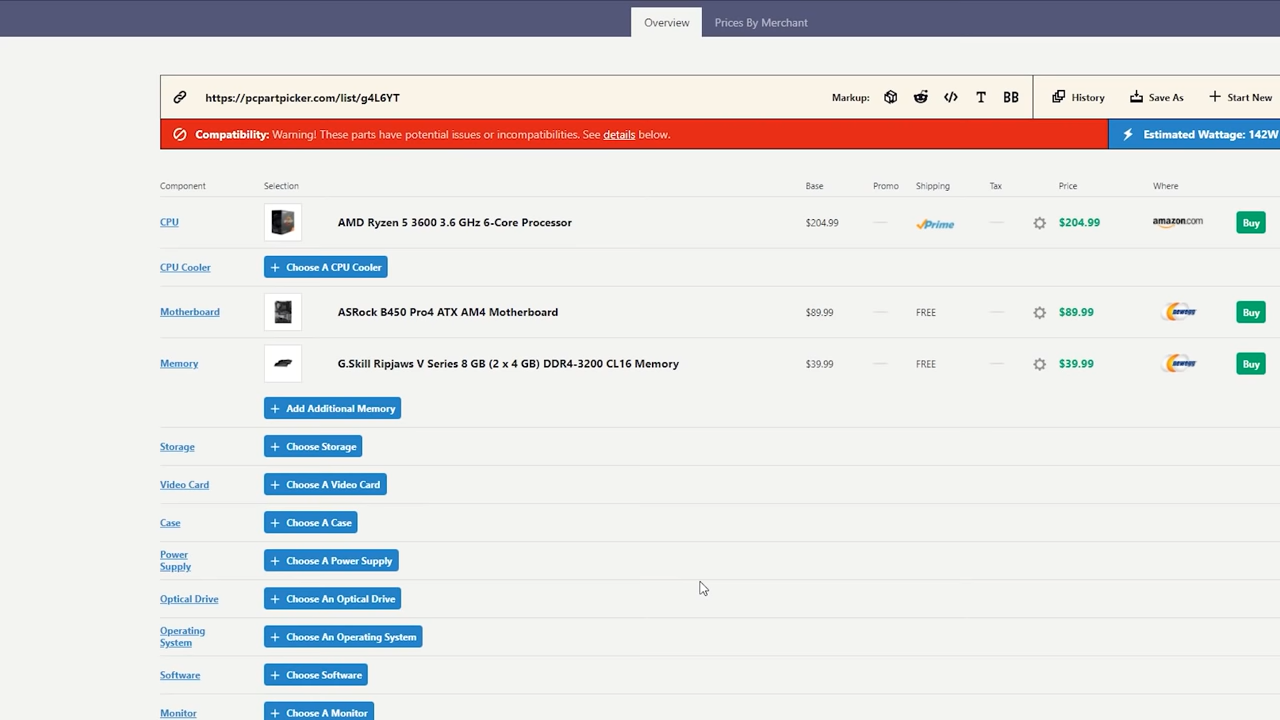 Overview Prices By Merchant
https://pcpartpicker.com/list/g4L6YT Markup: T BB History Save As + Start New
Compatibility: Warning! These parts have potential issues or incompatibilities. See details below. Estimated Wattage: 142W
Component Selection Base Promo Shipping Tax Price Where
CPU AMD Ryzen 5 3600 3.6 GHz 6-Core Processor $204.99 — Prime — $204.99 amazon.com Buy
CPU Cooler + Choose A CPU Cooler
Motherboard ASRock B450 Pro4 ATX AM4 Motherboard $89.99 — FREE — $89.99 newegg Buy
Memory G.Skill Ripjaws V Series 8 GB (2 x 4 GB) DDR4-3200 CL16 Memory $39.99 — FREE — $39.99 newegg Buy
+ Add Additional Memory
Storage + Choose Storage
Video Card + Choose A Video Card
Case + Choose A Case
Power
Supply + Choose A Power Supply
Optical Drive + Choose An Optical Drive
Operating
System + Choose An Operating System
Software + Choose Software
Monitor + Choose A Monitor